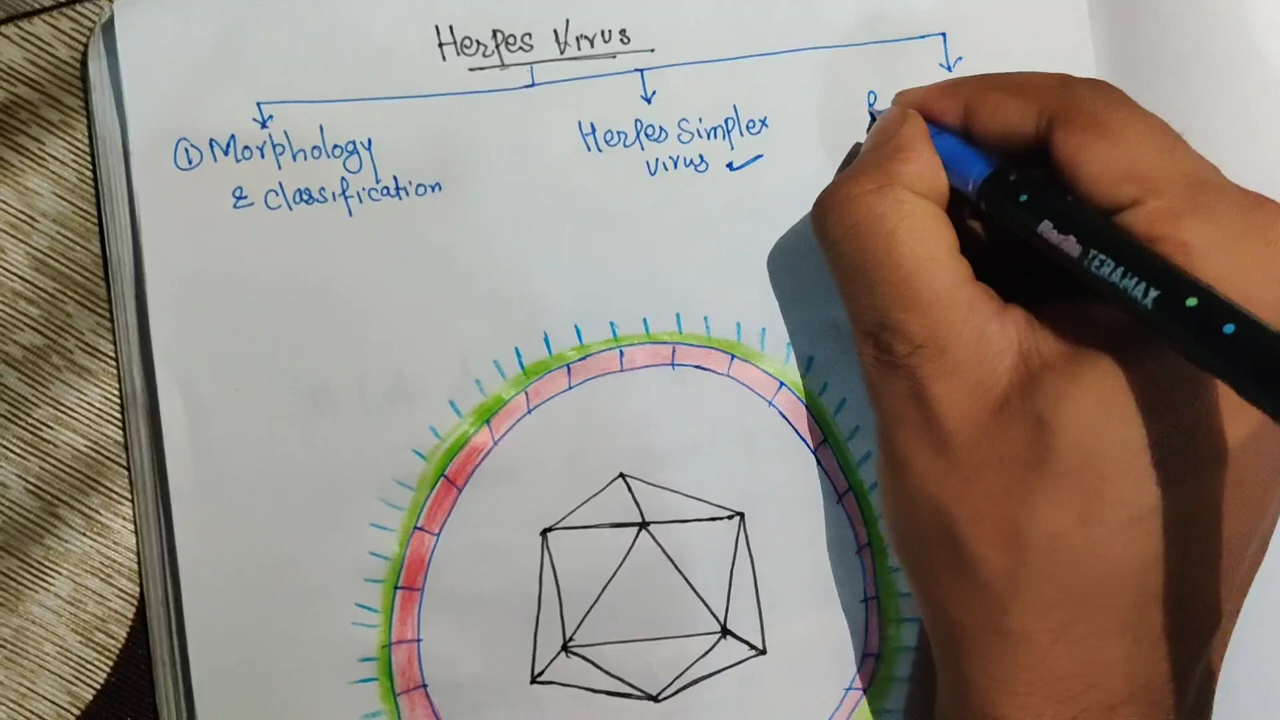 Herpes Virus
① Morphology
& classification
Herpes Simplex
virus ✓
TERAMAX